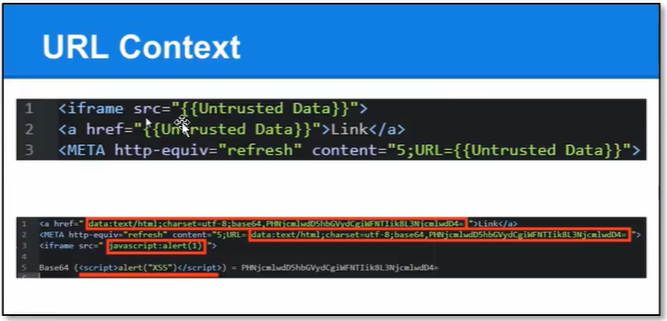 URL Context
1 <iframe src="{{Untrusted Data}}">
2 <a href="{{Untrusted Data}}">Link</a>
3 <META http-equiv="refresh" content="5;URL={{Untrusted Data}}">
1 <a href=" data:text/html;charset=utf-8;base64,PHNjcmlwdD5hbGVydCgiWFNTIik8L3NjcmlwdD4= ">Link</a>
2 <META http-equiv="refresh" content="5;URL= data:text/html;charset=utf-8;base64,PHNjcmlwdD5hbGVydCgiWFNTIik8L3NjcmlwdD4= ">
3 <iframe src=" javascript:alert(1) ">
4
5 Base64 (<script>alert("XSS")</script>) = PHNjcmlwdD5hbGVydCgiWFNTIik8L3NjcmlwdD4=